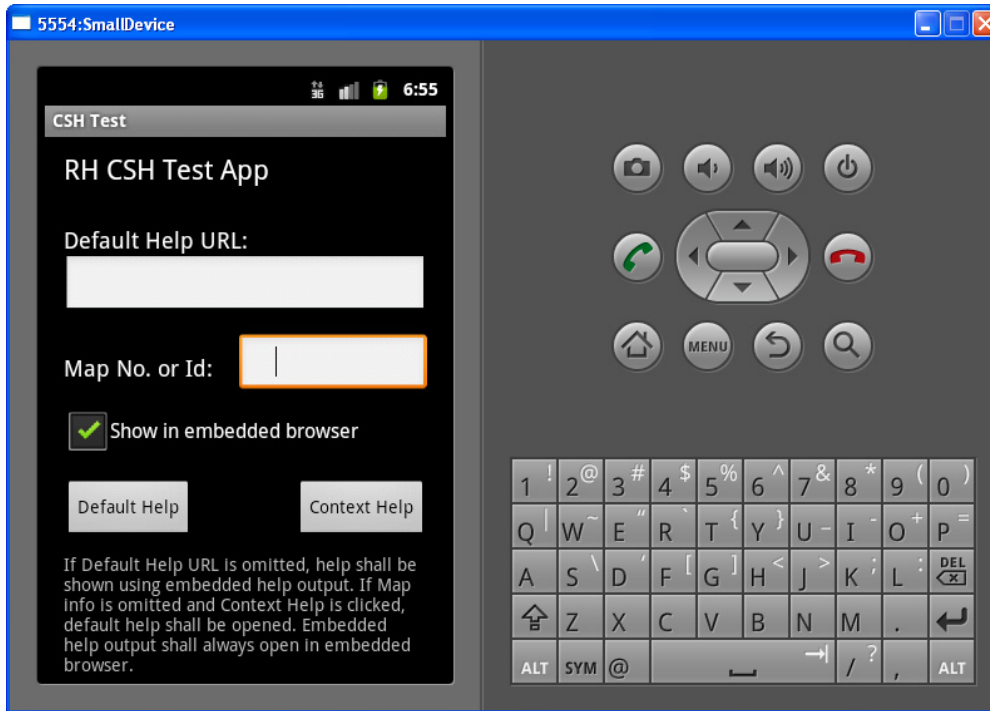 5554:SmallDevice
3G 6:55
CSH Test
RH CSH Test App
Default Help URL:
Map No. or Id:
Show in embedded browser
Default Help Context Help
If Default Help URL is omitted, help shall be
shown using embedded help output. If Map
info is omitted and Context Help is clicked,
default help shall be opened. Embedded
help output shall always open in embedded
browser.
MENU
1 ! 2 @ 3 # 4 $ 5 % 6 ^ 7 & 8 * 9 ( 0 )
Q | W ~ E " R ` T { Y } U - I - O + P =
A S \ D ' F [ G ] H < J > K ; L : DEL
Z X C V B N M .
ALT SYM @ / ? , ALT